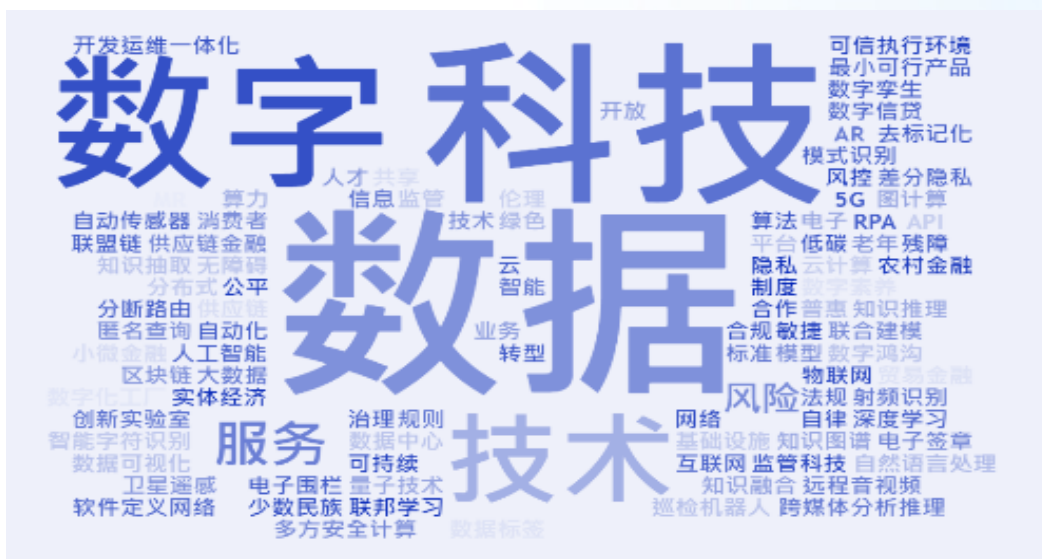 开发运维一体化 可信执行环境
最小可行产品
数字 科技 数字孪生
开放 数字信贷
AR 去标记化
模式识别
人才 共享 风控 差分隐私
算力 信息 监管 伦理 5G 图计算
自动传感器 消费者 技术 绿色 算法 电子 RPA API
联盟链 供应链金融 平台 低碳 老年 残障
知识抽取 无障碍 云 隐私 云计算 农村金融
分布式 公平 数据 智能 制度 数字素养
分断路由 供应链 合作 普惠 知识推理
匿名查询 自动化 业务 合规 敏捷 联合建模
小微金融 人工智能 转型 标准 模型 数字鸿沟
区块链 大数据 物联网 贸易金融
数字化工厂 实体经济 风险 法规 射频识别
创新实验室 治理 规则 网络 自律 深度学习
智能字符识别 服务 数据中心 技术 基础设施 知识图谱 电子签章
数据可视化 可持续 互联网 监管科技 自然语言处理
卫星遥感 电子围栏 量子技术 知识融合 远程音视频
软件定义网络 少数民族 联邦学习 巡检机器人 跨媒体分析推理
多方安全计算 数据标签